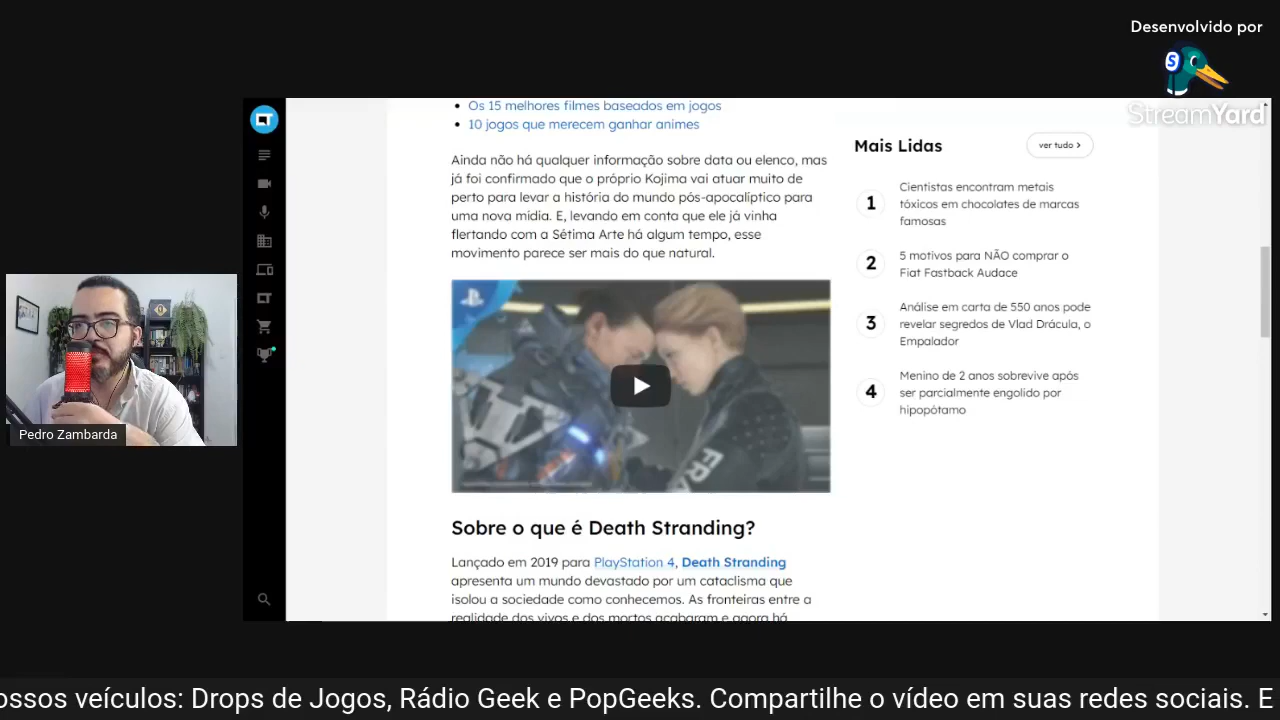 Desenvolvido por
StreamYard
Os 15 melhores filmes baseados em jogos
10 jogos que merecem ganhar animes
Ainda não há qualquer informação sobre data ou elenco, mas
já foi confirmado que o próprio Kojima vai atuar muito de
perto para levar a história do mundo pós-apocalíptico para
uma nova mídia. E, levando em conta que ele já vinha
flertando com a Sétima Arte há algum tempo, esse
movimento parece ser mais do que natural.
Sobre o que é Death Stranding?
Lançado em 2019 para PlayStation 4, Death Stranding
apresenta um mundo devastado por um cataclisma que
isolou a sociedade como conhecemos. As fronteiras entre a
realidade dos vivos e dos mortos acabaram e agora há
Mais Lidas
ver tudo
1
Cientistas encontram metais
tóxicos em chocolates de marcas
famosas
2
5 motivos para NÃO comprar o
Fiat Fastback Audace
3
Análise em carta de 550 anos pode
revelar segredos de Vlad Drácula, o
Empalador
4
Menino de 2 anos sobrevive após
ser parcialmente engolido por
hipopótamo
Pedro Zambarda
ossos veículos: Drops de Jogos, Rádio Geek e PopGeeks. Compartilhe o vídeo em suas redes sociais. E